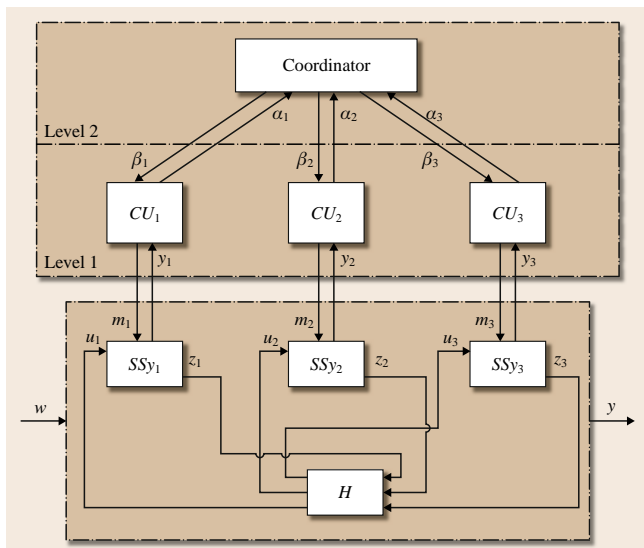 Coordinator
α1 α2 α3
Level 2
β1 β2 β3
CU1 CU2 CU3
Level 1
y1 y2 y3
m1 m2 m3
u1 u2 u3
SSy1 z1 SSy2 z2 SSy3 z3
w y
H